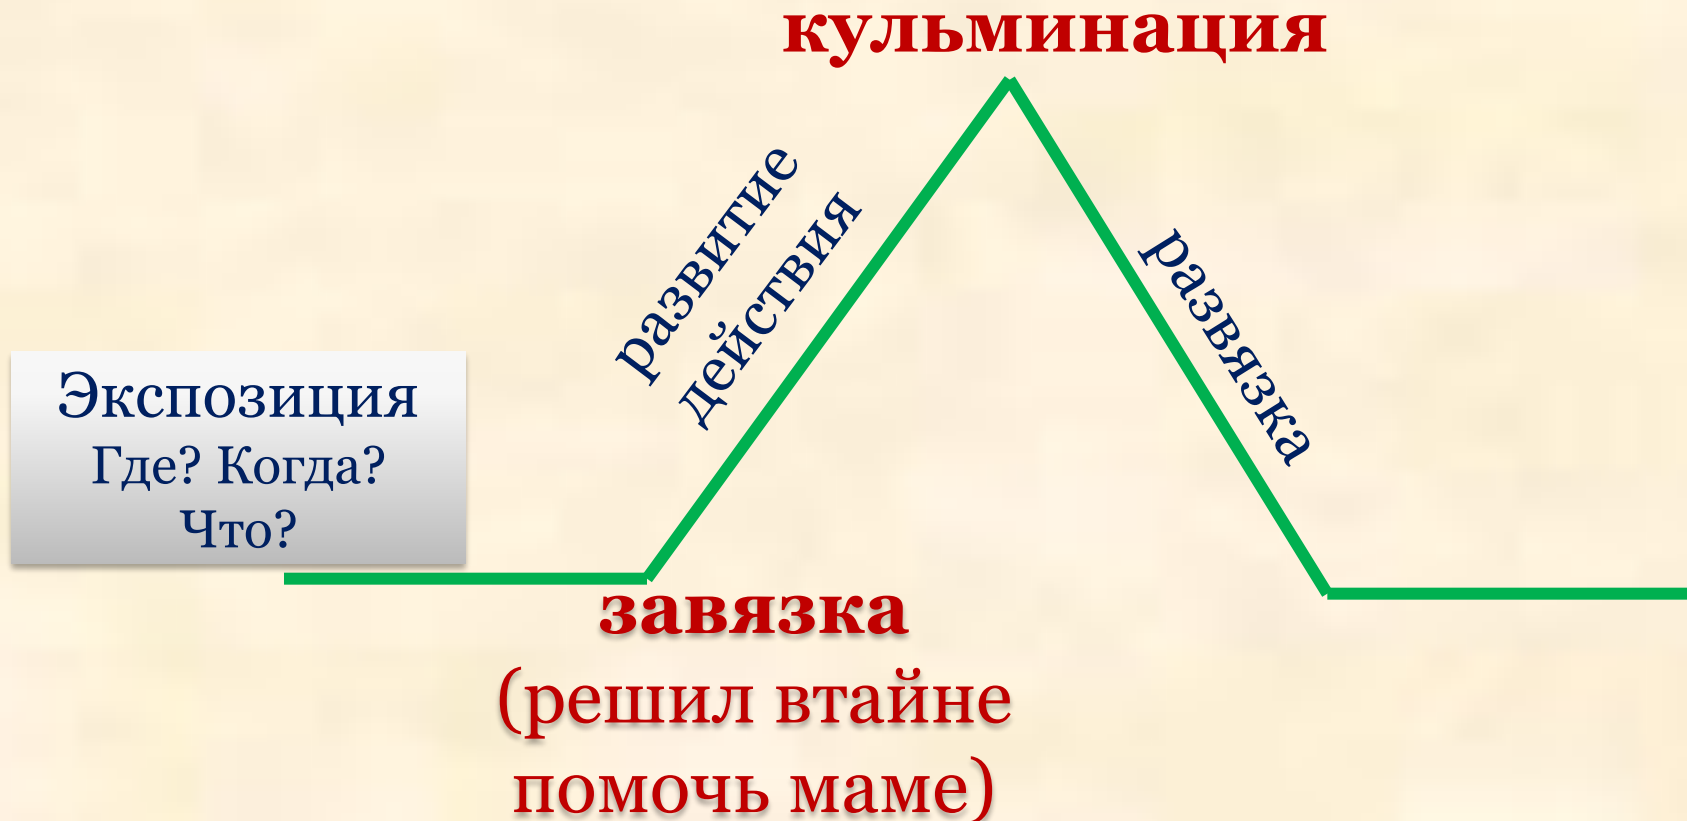 кульминация
развитие
действия
развязка
Экспозиция
Где? Когда?
Что?
завязка
(решил втайне
помочь маме)